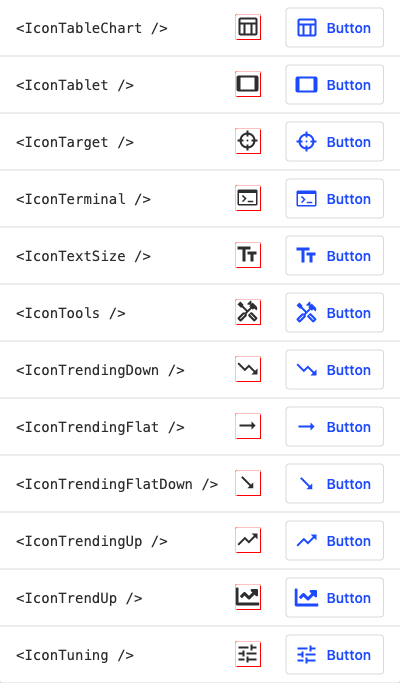 <IconTableChart /> Button
<IconTablet /> Button
<IconTarget /> Button
<IconTerminal /> Button
<IconTextSize /> Button
<IconTools /> Button
<IconTrendingDown /> Button
<IconTrendingFlat /> Button
<IconTrendingFlatDown /> Button
<IconTrendingUp /> Button
<IconTrendUp /> Button
<IconTuning /> Button